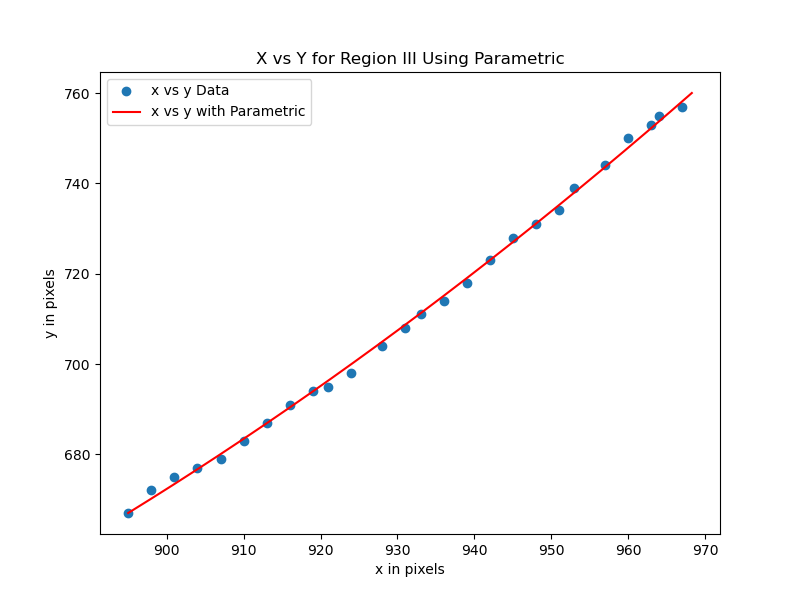 X vs Y for Region III Using Parametric
x vs y Data
x vs y with Parametric
760
740
720
700
680
y in pixels
900 910 920 930 940 950 960 970
x in pixels